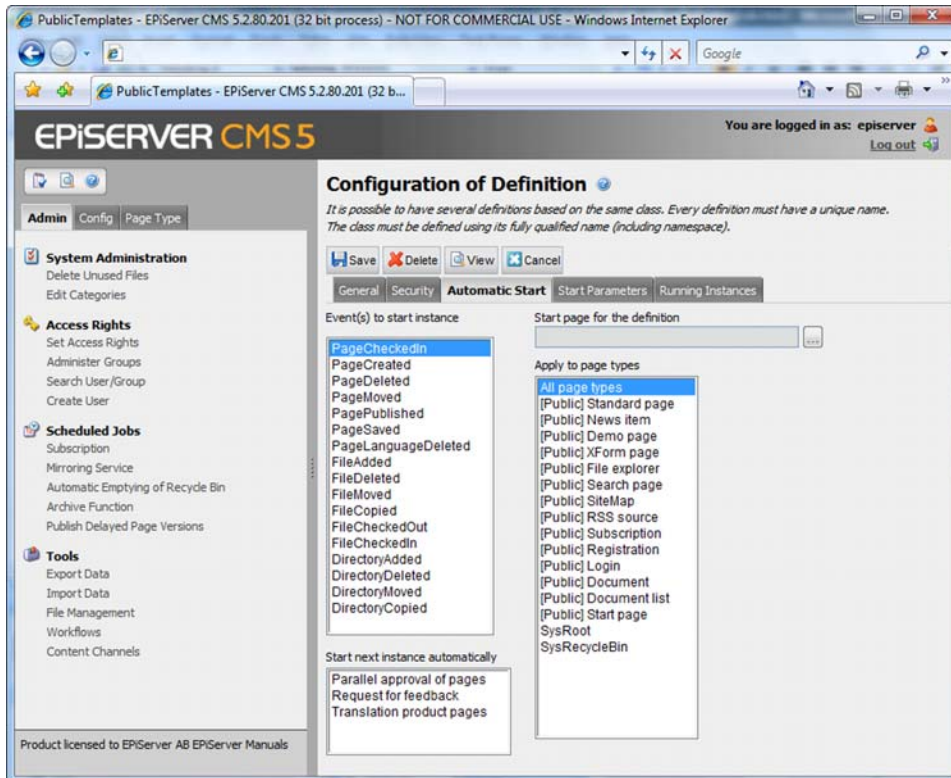 PublicTemplates - EPiServer CMS 5.2.80.201 (32 bit process) - NOT FOR COMMERCIAL USE - Windows Internet Explorer
Google
PublicTemplates - EPiServer CMS 5.2.80.201 (32 b...
EPiSERVER CMS 5
You are logged in as: episerver
Log out
Admin Config Page Type
System Administration
Delete Unused Files
Edit Categories
Access Rights
Set Access Rights
Administer Groups
Search User/Group
Create User
Scheduled Jobs
Subscription
Mirroring Service
Automatic Emptying of Recycle Bin
Archive Function
Publish Delayed Page Versions
Tools
Export Data
Import Data
File Management
Workflows
Content Channels
Product licensed to EPiServer AB EPiServer Manuals
Configuration of Definition
It is possible to have several definitions based on the same class. Every definition must have a unique name.
The class must be defined using its fully qualified name (including namespace).
Save Delete View Cancel
General Security Automatic Start Start Parameters Running Instances
Event(s) to start instance
PageCheckedIn
PageCreated
PageDeleted
PageMoved
PagePublished
PageSaved
PageLanguageDeleted
FileAdded
FileDeleted
FileMoved
FileCopied
FileCheckedOut
FileCheckedIn
DirectoryAdded
DirectoryDeleted
DirectoryMoved
DirectoryCopied
Start next instance automatically
Parallel approval of pages
Request for feedback
Translation product pages
Start page for the definition
...
Apply to page types
All page types
[Public] Standard page
[Public] News item
[Public] Demo page
[Public] XForm page
[Public] File explorer
[Public] Search page
[Public] SiteMap
[Public] RSS source
[Public] Subscription
[Public] Registration
[Public] Login
[Public] Document
[Public] Document list
[Public] Start page
SysRoot
SysRecycleBin